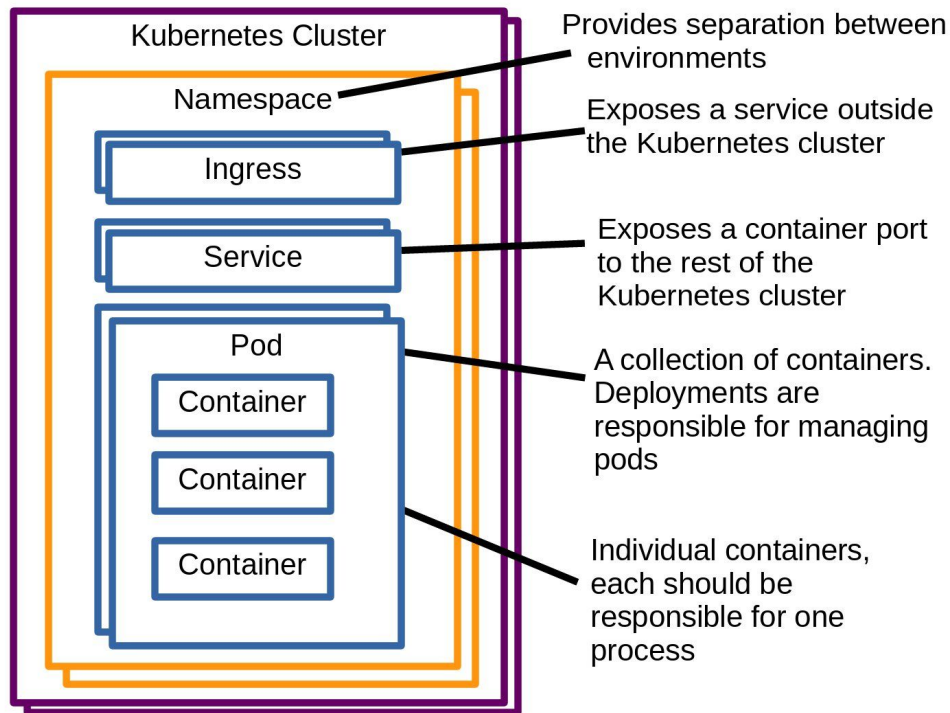 Kubernetes Cluster
Namespace
Ingress
Service
Pod
Container
Container
Container
Provides separation between
environments
Exposes a service outside
the Kubernetes cluster
Exposes a container port
to the rest of the
Kubernetes cluster
A collection of containers.
Deployments are
responsible for managing
pods
Individual containers,
each should be
responsible for one
process